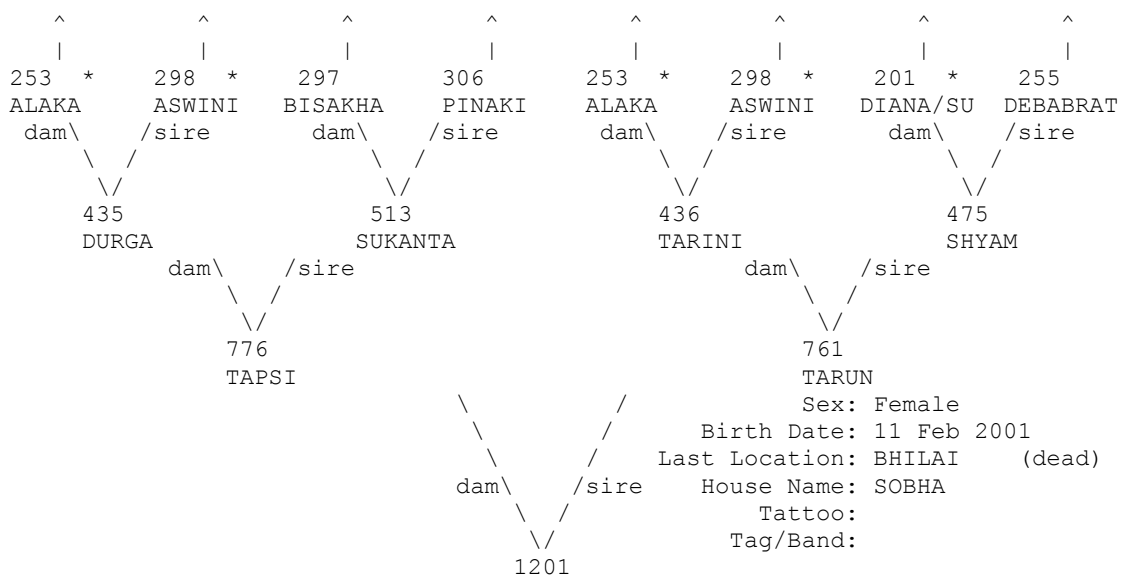 ^ ^ ^ ^ ^ ^ ^ ^
| | | | | | | |
253 * 298 * 297 306 253 * 298 * 201 * 255
ALAKA ASWINI BISAKHA PINAKI ALAKA ASWINI DIANA/SU DEBABRAT
dam\ /sire dam\ /sire dam\ /sire dam\ /sire
\ / \ / \ / \ /
\/ \/ \/ \/
435 513 436 475
DURGA SUKANTA TARINI SHYAM
dam\ /sire dam\ /sire
\ / \ /
\/ \/
776 761
TAPSI TARUN
\ / Sex: Female
\ / Birth Date: 11 Feb 2001
\ / Last Location: BHILAI (dead)
dam\ /sire House Name: SOBHA
\ / Tattoo:
\/ Tag/Band:
1201